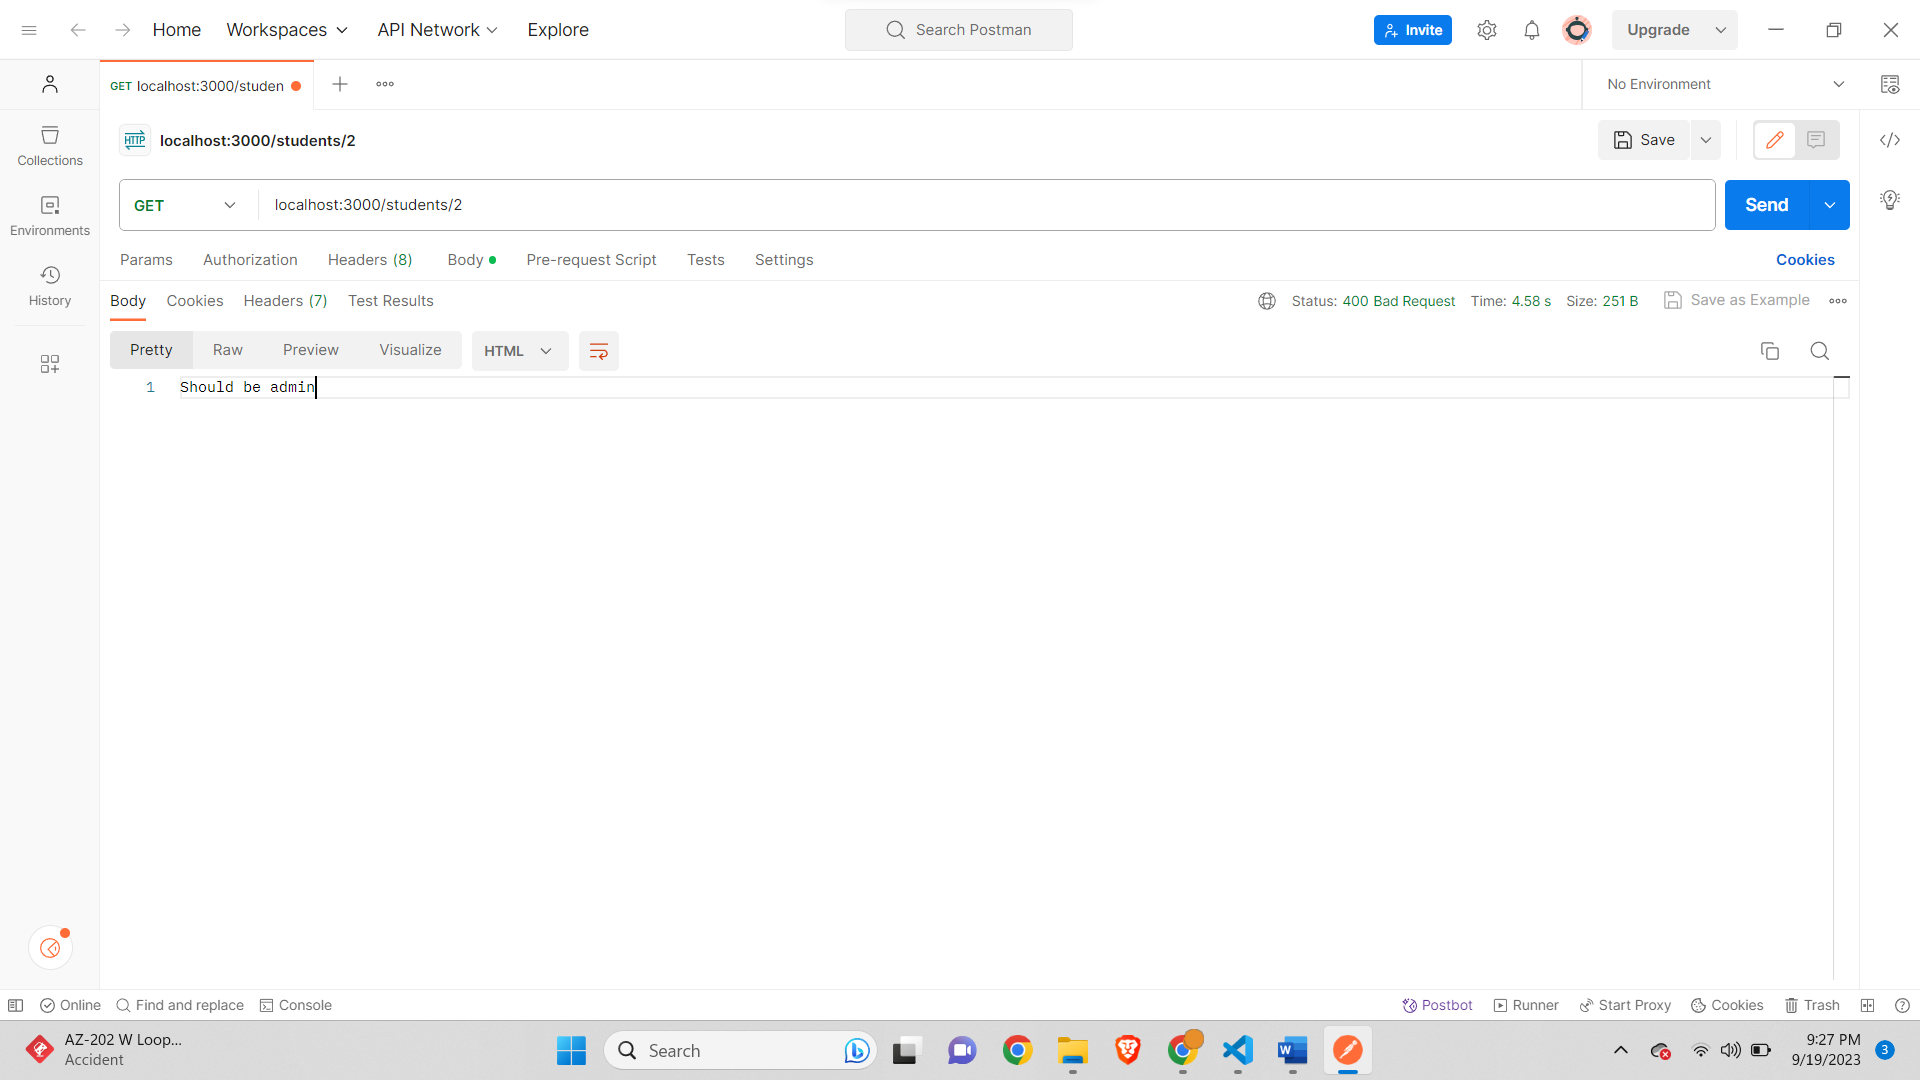 Home Workspaces API Network Explore Search Postman Invite Upgrade
GET localhost:3000/studen No Environment
HTTP localhost:3000/students/2 Save
GET localhost:3000/students/2 Send
Params Authorization Headers (8) Body Pre-request Script Tests Settings Cookies
Body Cookies Headers (7) Test Results Status: 400 Bad Request Time: 4.58 s Size: 251 B Save as Example
Pretty Raw Preview Visualize HTML
1 Should be admin
Collections
Environments
History
Online Find and replace Console Postbot Runner Start Proxy Cookies Trash
AZ-202 W Loop...
Accident
Search
9:27 PM
9/19/2023
3